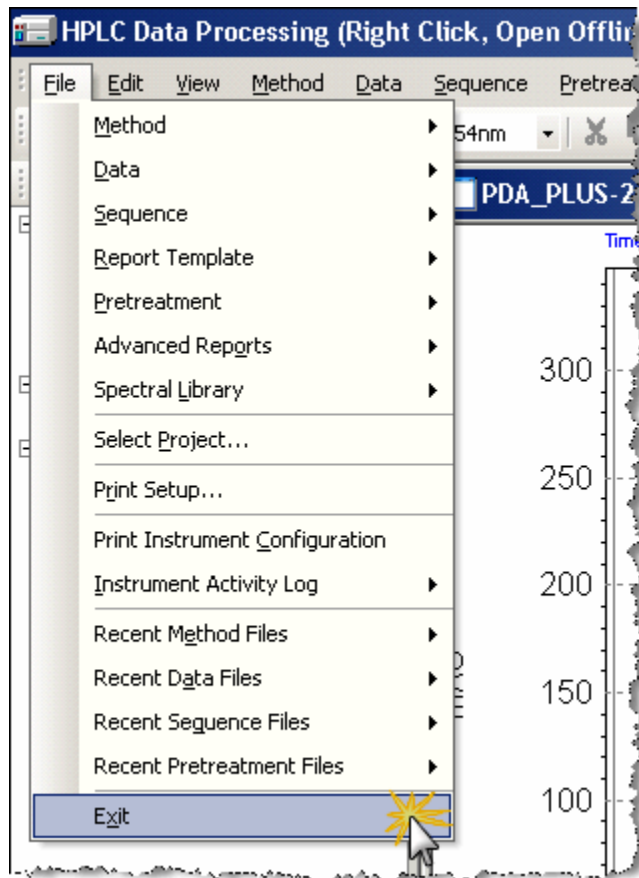 HPLC Data Processing (Right Click, Open Offlin
File Edit View Method Data Sequence Pretrea
54nm
Method
Data
PDA_PLUS-2
Sequence
Time
Report Template
Pretreatment
Advanced Reports
300
Spectral Library
Select Project...
250
Print Setup...
Print Instrument Configuration
Instrument Activity Log
200
Recent Method Files
Recent Data Files
150
Recent Sequence Files
Recent Pretreatment Files
100
Exit